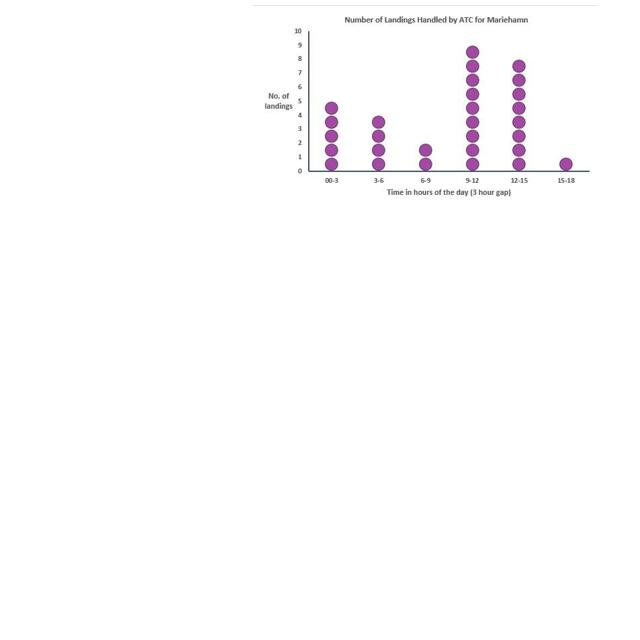 Number of Landings Handled by ATC for Mariehamn
10
9
8
7
6
5
4
3
2
1
0
No. of
landings
00-3 3-6 6-9 9-12 12-15 15-18
Time in hours of the day (3 hour gap)